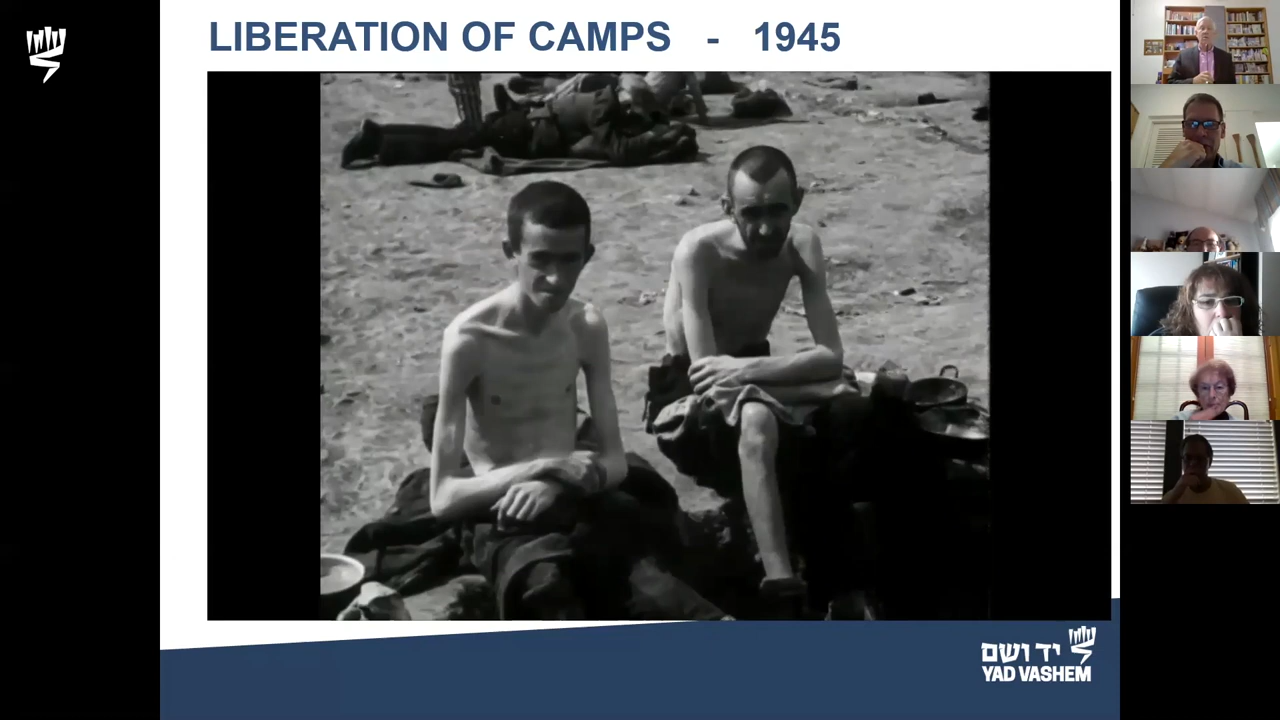 LIBERATION OF CAMPS - 1945
יד ושם
YAD VASHEM